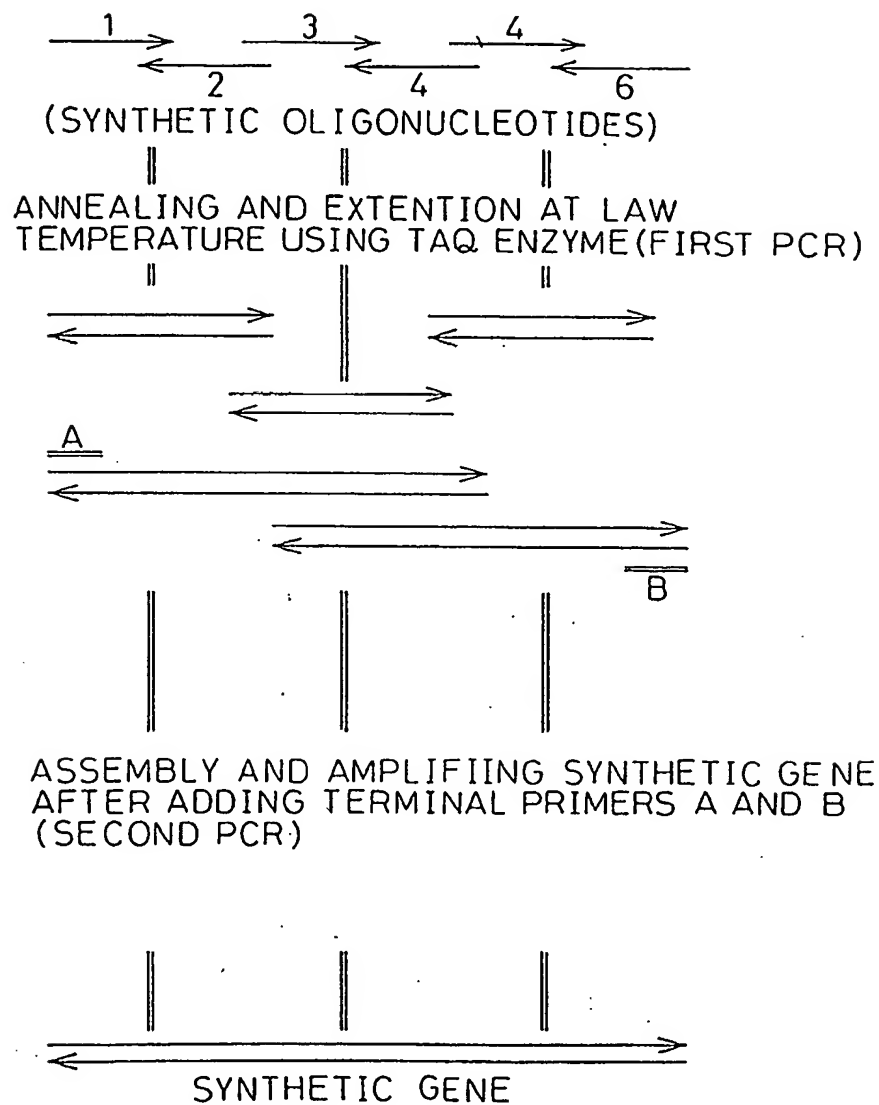 1 3 4
2 4 6
(SYNTHETIC OLIGONUCLEOTIDES)
ANNEALING AND EXTENTION AT LAW
TEMPERATURE USING TAQ ENZYME(FIRST PCR)
A
B
ASSEMBLY AND AMPLIFIING SYNTHETIC GENE
AFTER ADDING TERMINAL PRIMERS A AND B
(SECOND PCR)
SYNTHETIC GENE